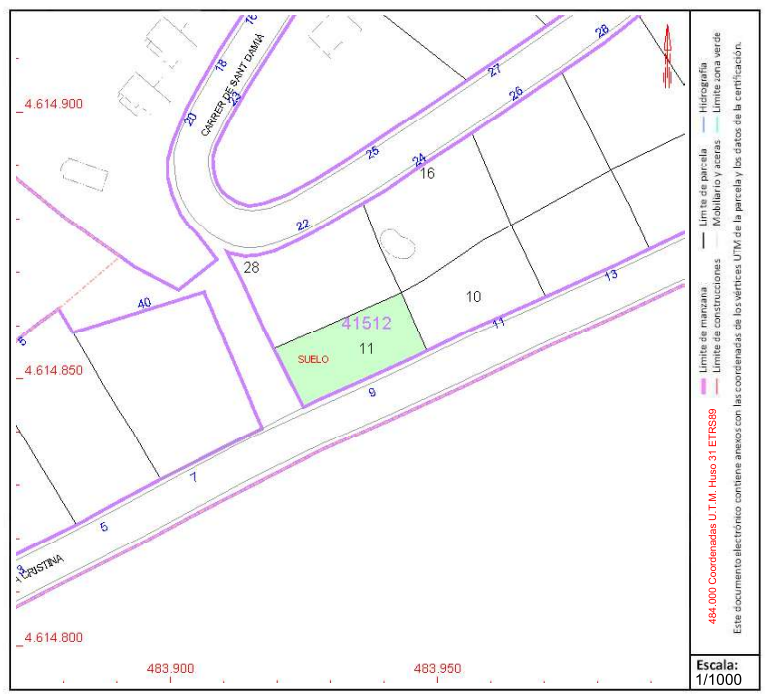 16
18
CARRER DE SANT DAMIÀ
23
20
28
27
26
25
24
16
22
4.614.900
28
40
10
13
41512
11
SUELO
11
9
5
4.614.850
7
5
3
A CRISTINA
4.614.800
483.900
483.950
484.000 Coordenadas U.T.M. Huso 31 ETRS89
Límite de manzana
Límite de construcciones
Límite de parcela
Mobiliario y aceras
Hidrografía
Límite zona verde
Este documento electrónico contiene anexos con las coordenadas de los vértices UTM de la parcela y los datos de la certificación.
Escala:
1/1000